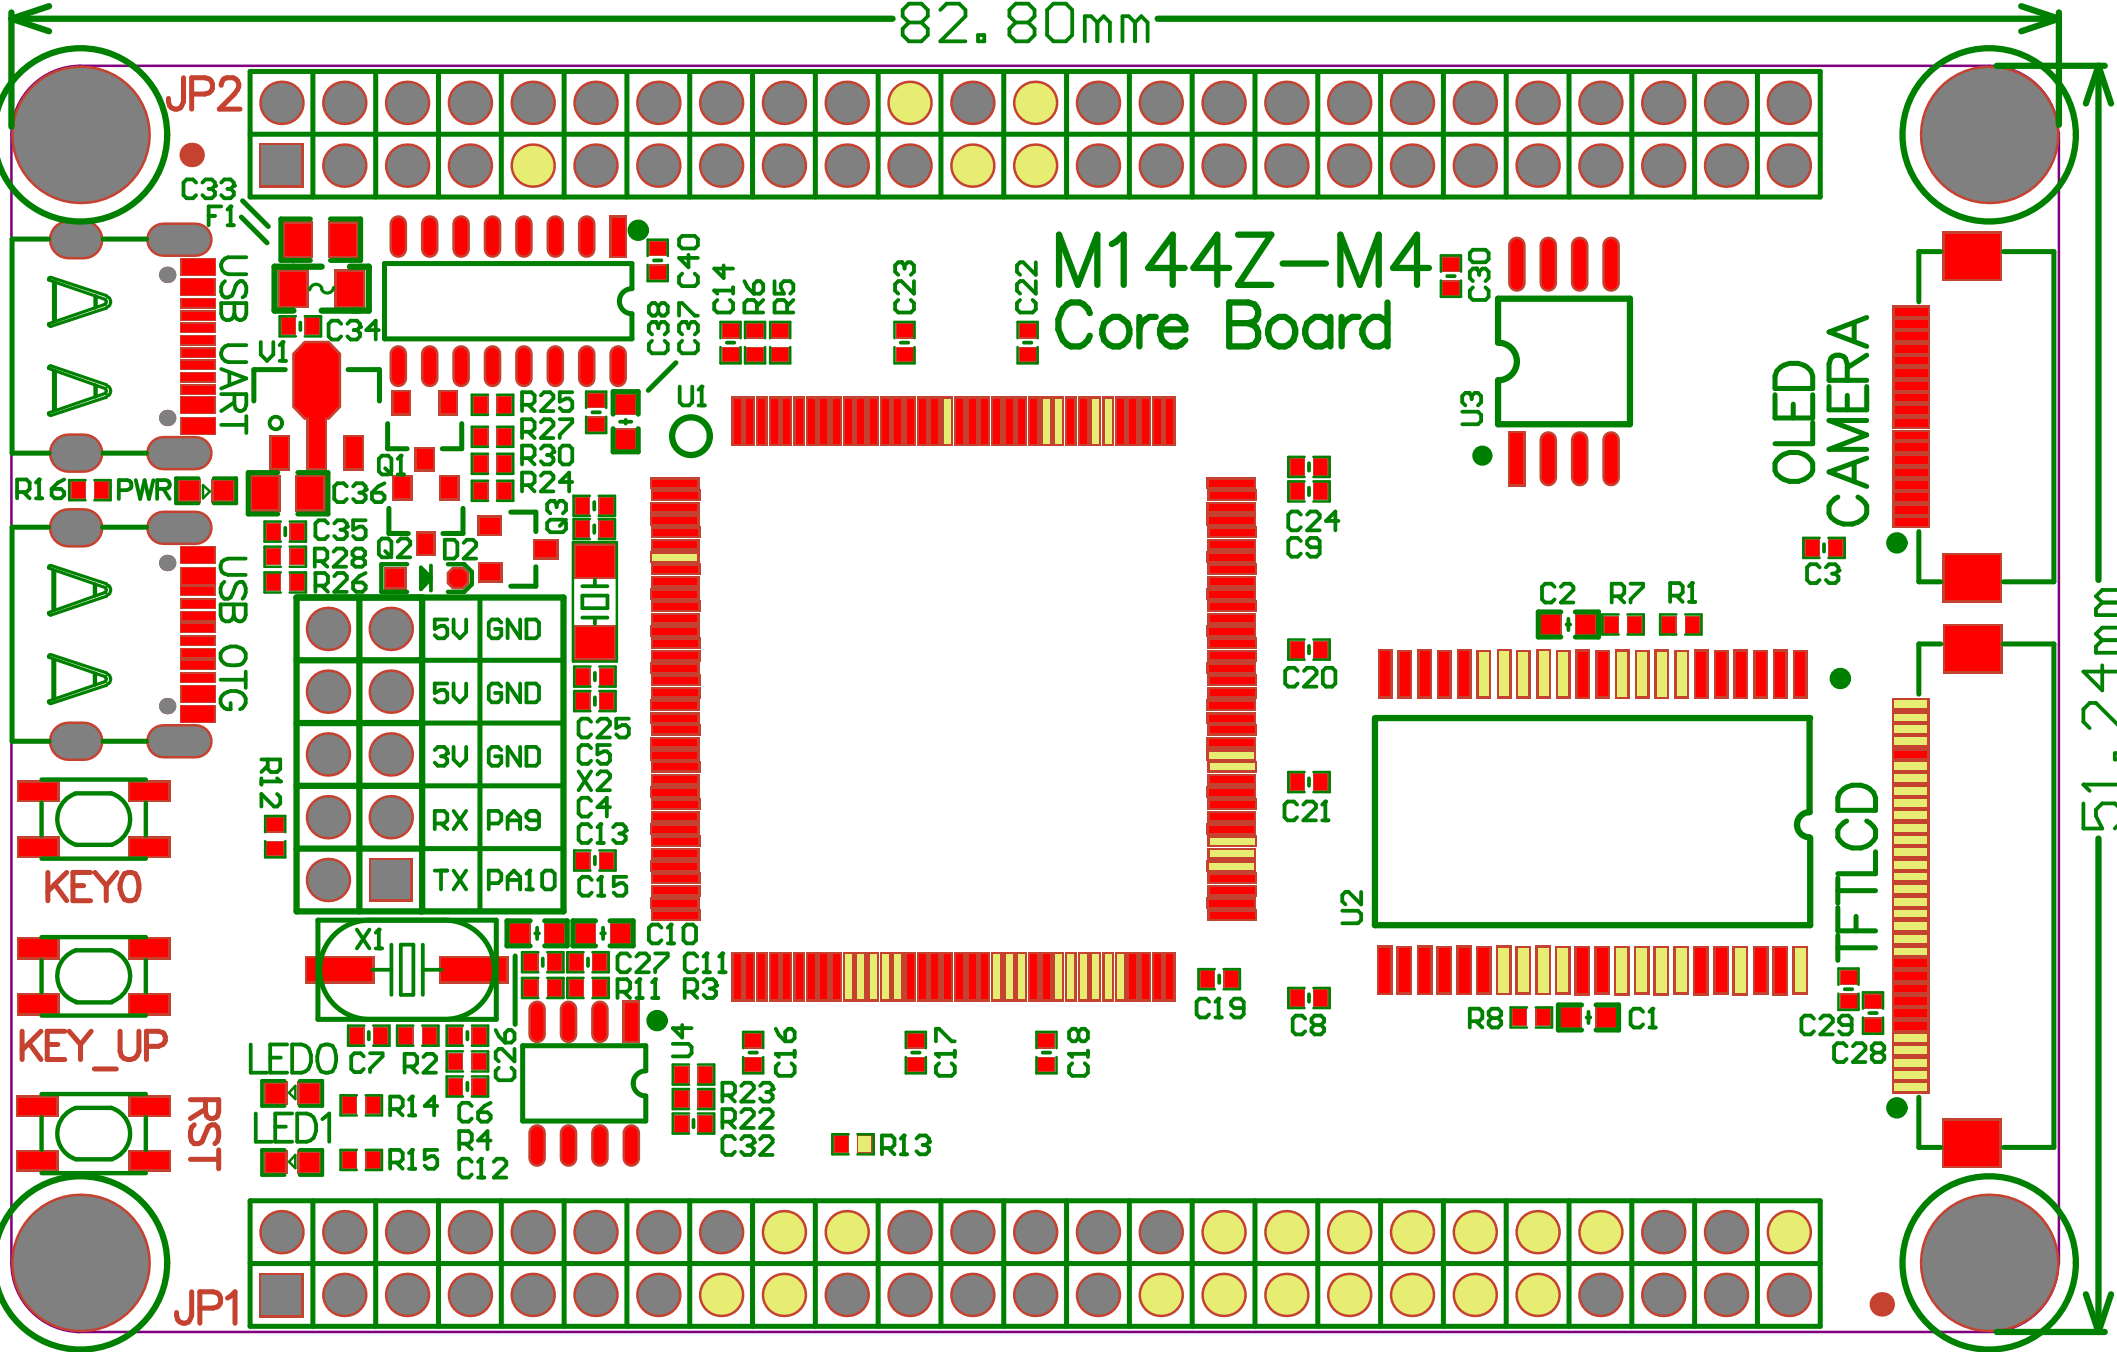 82.80mm
JP2
C33
F1
USB UART
C34
V1
C40
C38
C37
C14
R6
R5
C23
C22
M144Z-M4
Core Board
C30
U3
OLED
CAMERA
U1
R25
R27
R30
R24
Q1
R16
PWR
C36
Q3
C35
R28
R26
Q2
D2
C24
C9
C3
USB OTG
5V GND
5V GND
3V GND
RX PA9
TX PA10
C2
R7
R1
51.24mm
C20
C25
C5
X2
C4
C13
C15
C21
R12
TFTLCD
U2
KEY0
X1
C10
C27
C11
R11
R3
C19
C8
R8
C1
C29
C28
KEY_UP
LED0
C7
R2
C26
U4
C16
C17
C18
R14
LED1
C6
R4
C12
R23
R22
C32
R13
R15
RST
JP1